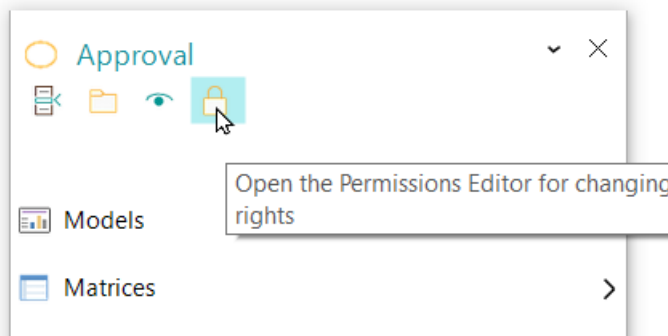 Approval
Open the Permissions Editor for changing
rights
Models
Matrices